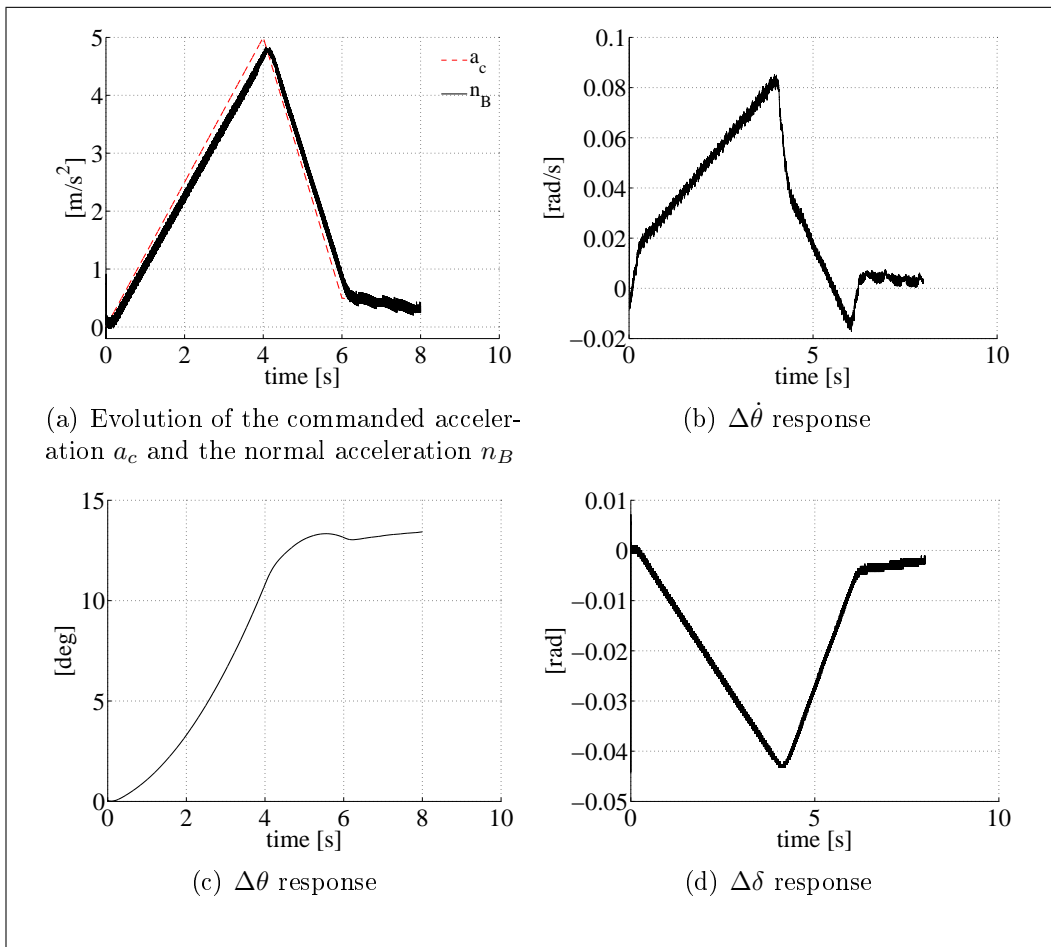 5
4
3
2
1
0
[m/s²]
a_c
n_B
0 2 4 6 8 10
time [s]
(a) Evolution of the commanded acceler-
ation a_c and the normal acceleration n_B
0.1
0.08
0.06
0.04
0.02
0
−0.02
[rad/s]
0 5 10
time [s]
(b) Δθ̇ response
15
10
5
0
[deg]
0 2 4 6 8 10
time [s]
(c) Δθ response
0.01
0
−0.01
−0.02
−0.03
−0.04
−0.05
[rad]
0 5 10
time [s]
(d) Δδ response